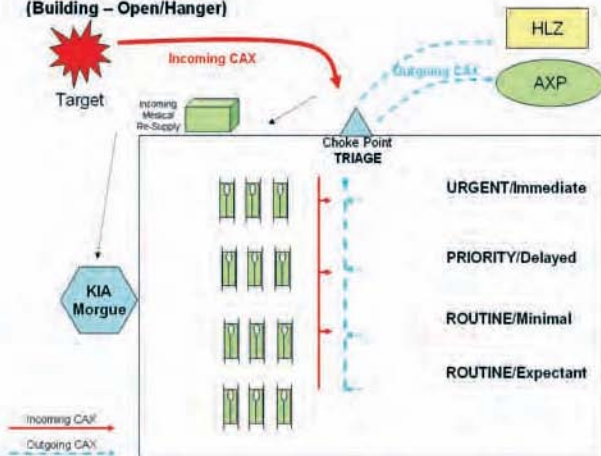 (Building – Open/Hanger)
HLZ
Incoming CAX
Outgoing CAX
AXP
Target
Incoming
Medical
Re-Supply
Choke Point
TRIAGE
URGENT/Immediate
PRIORITY/Delayed
KIA
Morgue
ROUTINE/Minimal
ROUTINE/Expectant
Incoming CAX
Outgoing CAX